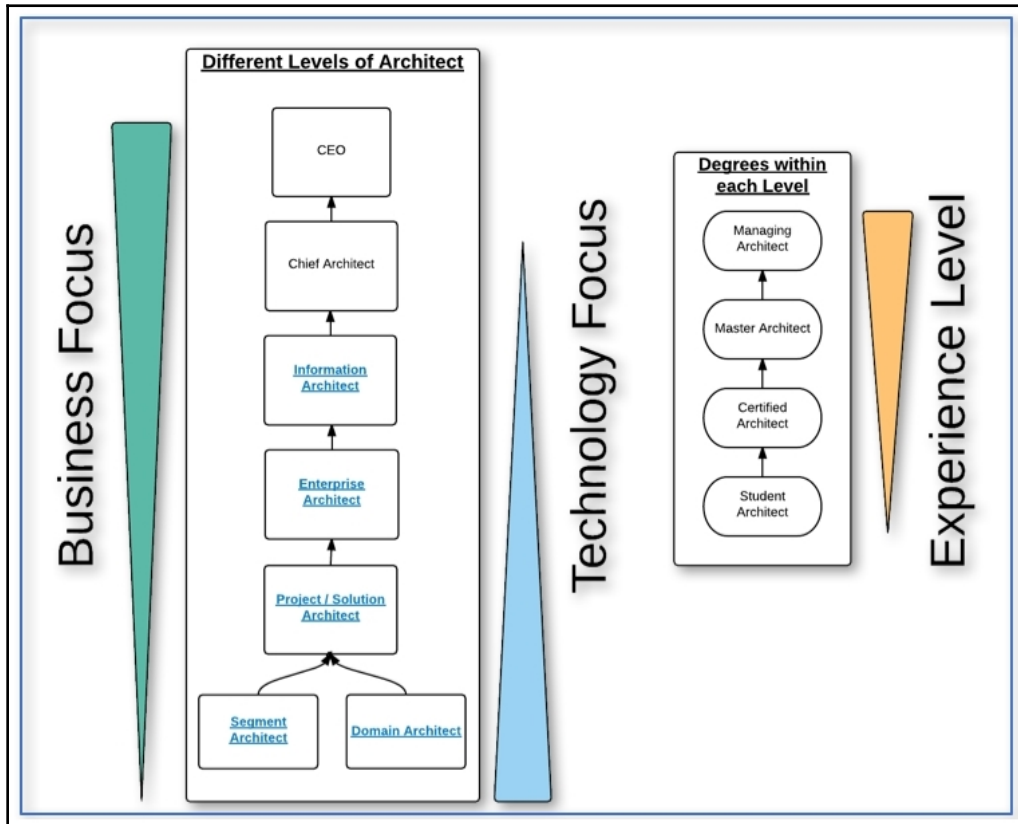 Different Levels of Architect
CEO
Chief Architect
Information
Architect
Enterprise
Architect
Project / Solution
Architect
Segment
Architect
Domain Architect
Business Focus
Technology Focus
Degrees within
each Level
Managing
Architect
Master Architect
Certified
Architect
Student
Architect
Experience Level